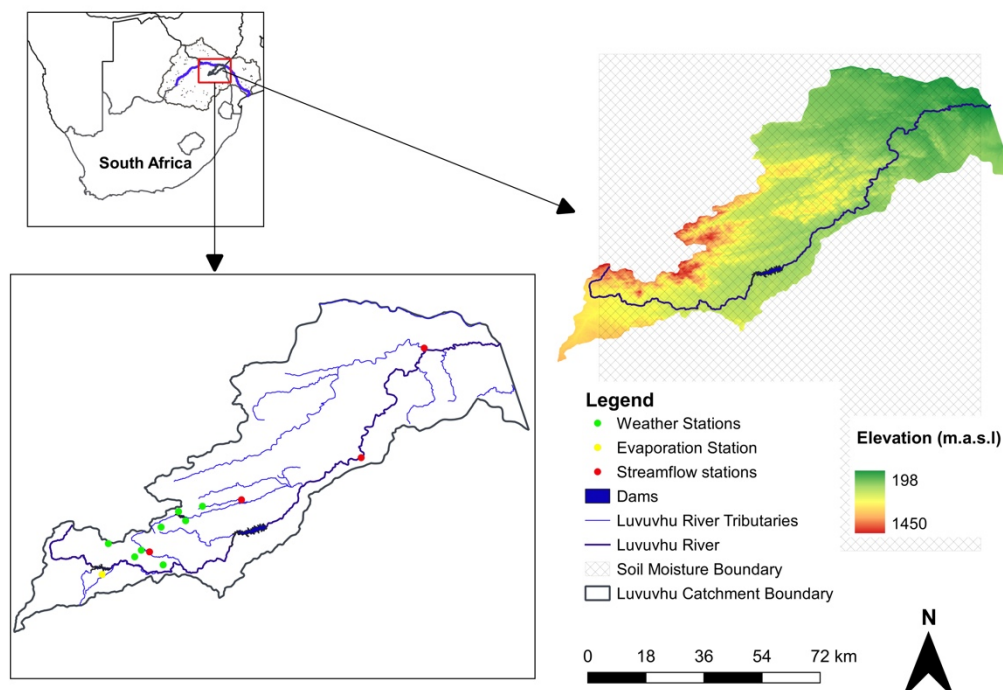 South Africa
Legend
Weather Stations
Evaporation Station
Streamflow stations
Dams
Luvuvhu River Tributaries
Luvuvhu River
Soil Moisture Boundary
Luvuvhu Catchment Boundary
Elevation (m.a.s.l)
198
1450
0 18 36 54 72 km
N